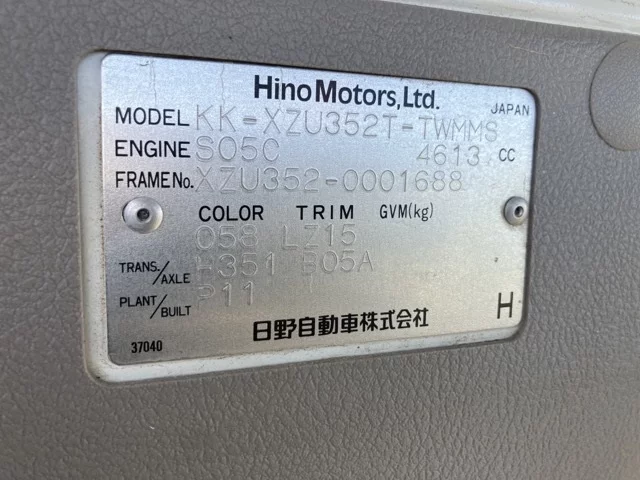 Hino Motors, Ltd.
JAPAN
MODEL KK-XZU352T-TWMMS
ENGINE S05C 4613 CC
FRAME No. XZU352-0001688
COLOR TRIM GVM(kg)
058 LZ15
TRANS./AXLE H351 B05A
PLANT/BUILT P11
日野自動車株式会社
H
37040